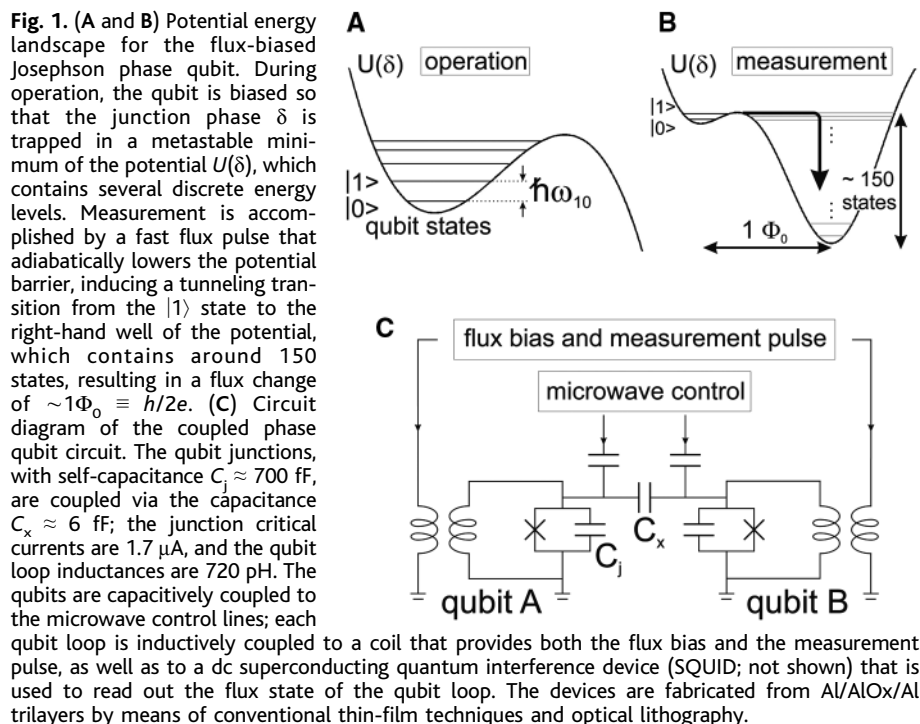 Fig. 1. (A and B) Potential energy
landscape for the flux-biased
Josephson phase qubit. During
operation, the qubit is biased so
that the junction phase δ is
trapped in a metastable mini-
mum of the potential U(δ), which
contains several discrete energy
levels. Measurement is accom-
plished by a fast flux pulse that
adiabatically lowers the potential
barrier, inducing a tunneling tran-
sition from the |1⟩ state to the
right-hand well of the potential,
which contains around 150
states, resulting in a flux change
of ~1Φ₀ ≡ h/2e. (C) Circuit
diagram of the coupled phase
qubit circuit. The qubit junctions,
with self-capacitance Cⱼ ≈ 700 fF,
are coupled via the capacitance
Cₓ ≈ 6 fF; the junction critical
currents are 1.7 μA, and the qubit
loop inductances are 720 pH. The
qubits are capacitively coupled to
the microwave control lines; each
qubit loop is inductively coupled to a coil that provides both the flux bias and the measurement
pulse, as well as to a dc superconducting quantum interference device (SQUID; not shown) that is
used to read out the flux state of the qubit loop. The devices are fabricated from Al/AlOx/Al
trilayers by means of conventional thin-film techniques and optical lithography.
A
U(δ) operation
|1>
|0>
ħω₁₀
qubit states
B
U(δ) measurement
|1>
|0>
~ 150
states
1 Φ₀
C
flux bias and measurement pulse
microwave control
Cₓ
Cⱼ
qubit A
qubit B